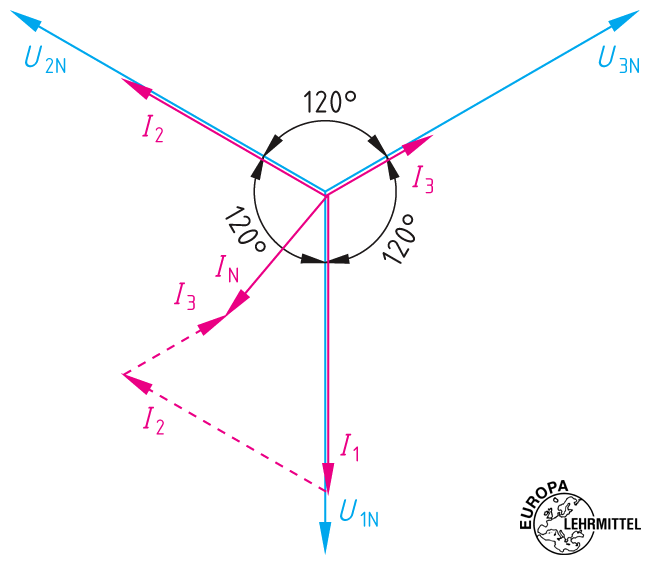 120°
U2N
U3N
I2
I3
120°
120°
IN
I3
I2
I1
U1N
EUROPA
LEHRMITTEL